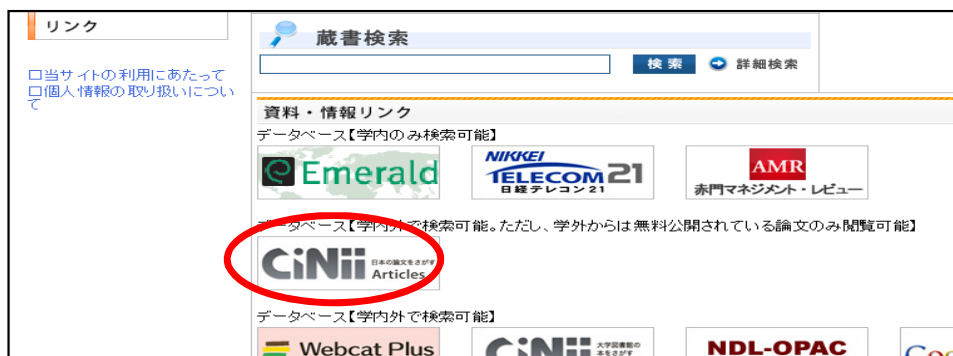 リンク
□当サイトの利用にあたって
□個人情報の取り扱いについ
て
蔵書検索
検索
詳細検索
資料・情報リンク
データベース【学内のみ検索可能】
Emerald
NIKKEI
TELECOM21
日経テレコン21
AMR
赤門マネジメント・レビュー
データベース【学内外で検索可能。ただし、学外からは無料公開されている論文のみ閲覧可能】
CiNii
日本の論文をさがす
Articles
データベース【学内外で検索可能】
Webcat Plus
CiNii
大学図書館の
本をさがす
NDL-OPAC